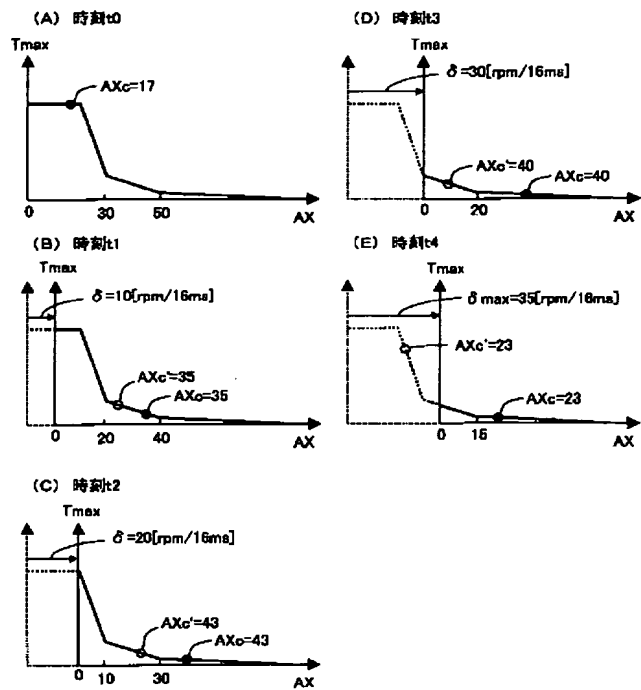 (A) 時刻t0
Tmax
AXc=17
0
30
50
AX
(B) 時刻t1
Tmax
δ=10[rpm/16ms]
AXc'=35
AXc=35
0
20
40
AX
(C) 時刻t2
Tmax
δ=20[rpm/16ms]
AXc'=43
AXc=43
0
10
30
AX
(D) 時刻t3
Tmax
δ=30[rpm/16ms]
AXc'=40
AXc=40
0
20
AX
(E) 時刻t4
Tmax
δmax=35[rpm/16ms]
AXc'=23
AXc=23
0
15
AX